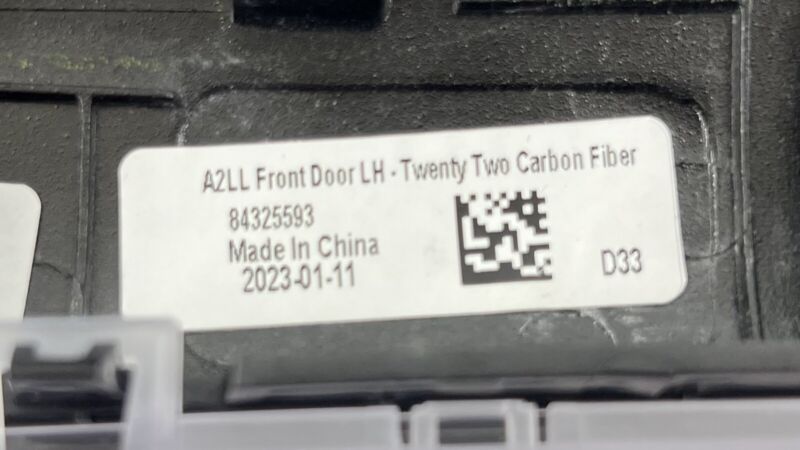 A2LL Front Door LH - Twenty Two Carbon Fiber
84325593
Made In China
2023-01-11
D33